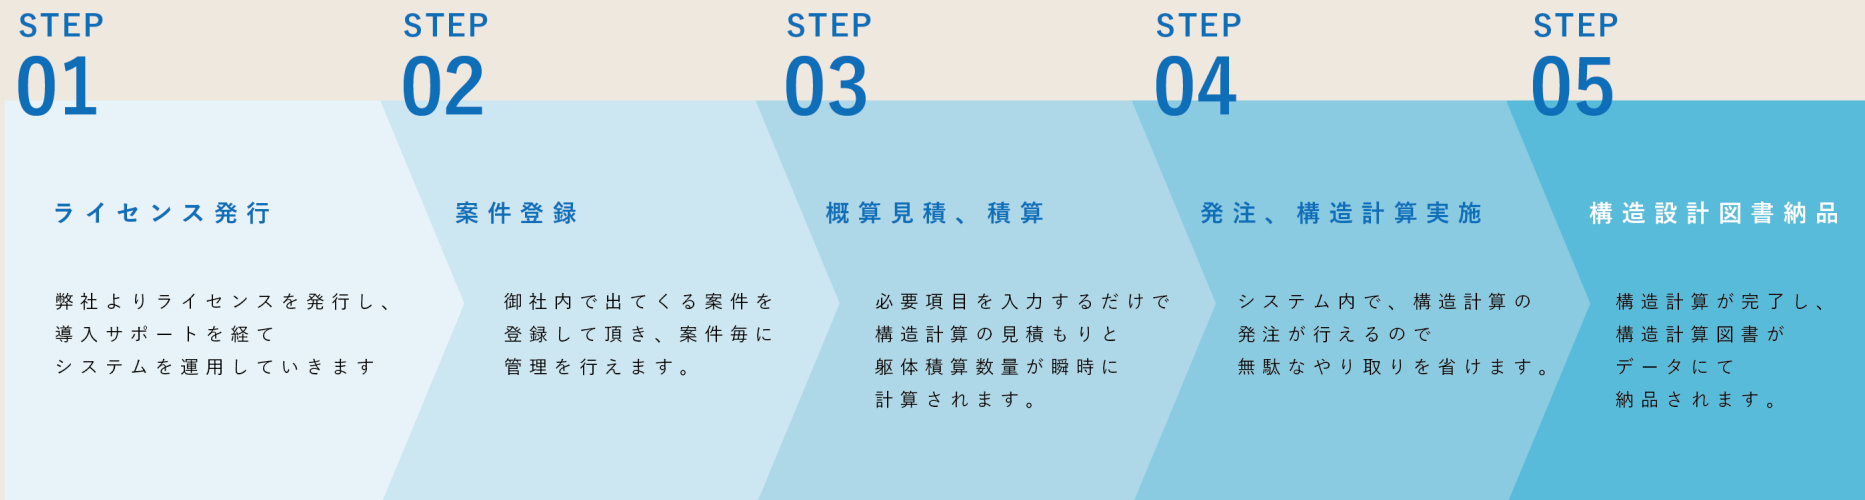 STEP
01
ライセンス発行
弊社よりライセンスを発行し、
導入サポートを経て
システムを運用していきます
STEP
02
案件登録
御社内で出てくる案件を
登録して頂き、案件毎に
管理を行えます。
STEP
03
概算見積、積算
必要項目を入力するだけで
構造計算の見積もりと
躯体積算数量が瞬時に
計算されます。
STEP
04
発注、構造計算実施
システム内で、構造計算の
発注が行えるので
無駄なやり取りを省けます。
STEP
05
構造設計図書納品
構造計算が完了し、
構造計算図書が
データにて
納品されます。